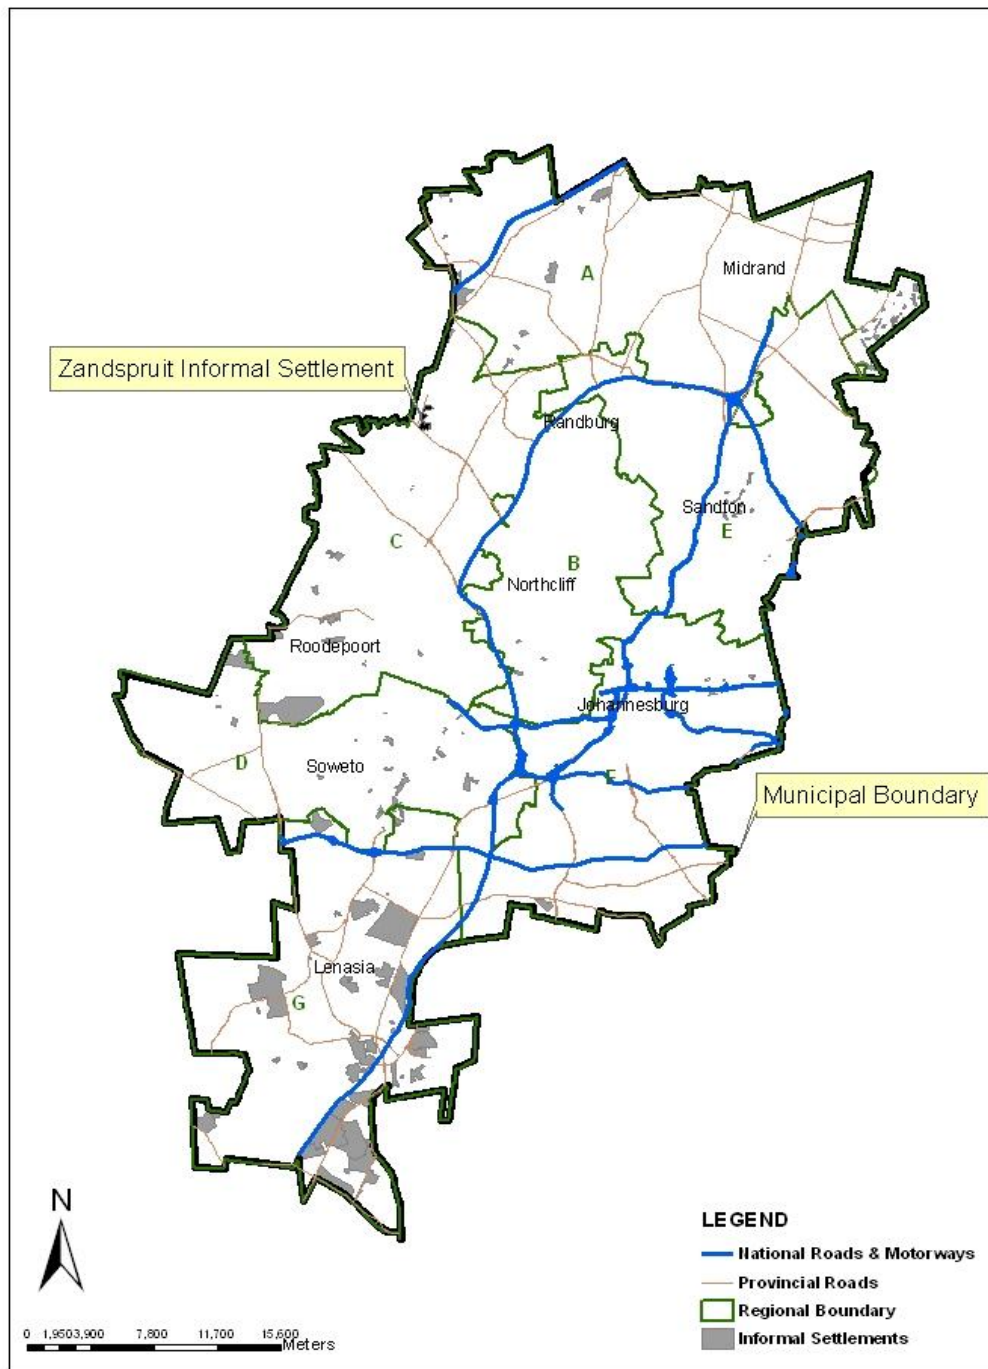 A
Midrand
Zandspruit Informal Settlement
Randburg
Sandton
E
C
B
Northcliff
Roodepoort
Johannesburg
D
Soweto
F
Municipal Boundary
Lenasia
G
N
LEGEND
National Roads & Motorways
Provincial Roads
Regional Boundary
Informal Settlements
0 1,950 3,900 7,800 11,700 15,600
Meters